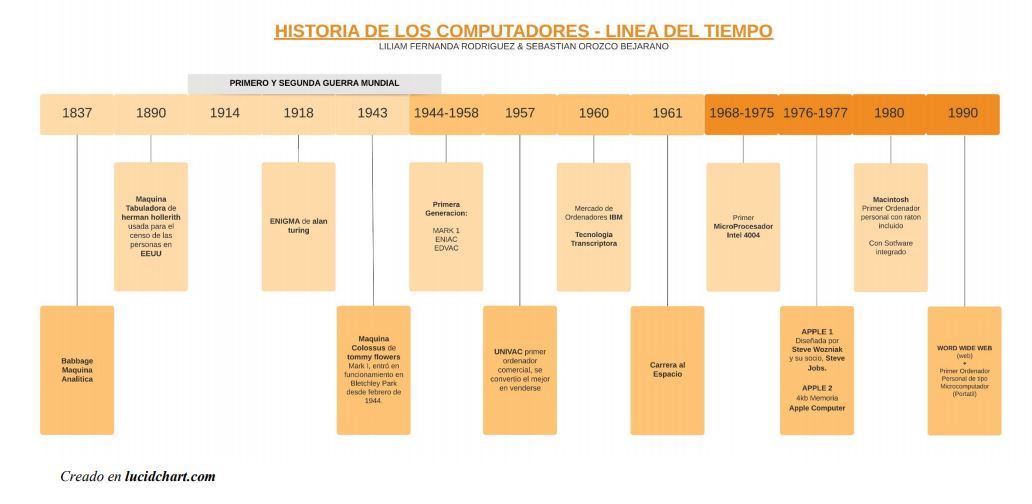 HISTORIA DE LOS COMPUTADORES - LINEA DEL TIEMPO
LILIAM FERNANDA RODRIGUEZ & SEBASTIAN OROZCO BEJARANO
PRIMERO Y SEGUNDA GUERRA MUNDIAL
1837
1890
1914
1918
1943
1944-1958
1957
1960
1961
1968-1975
1976-1977
1980
1990
Maquina
Tabuladora de
herman hollerith
usada para el
censo de las
personas en
EEUU
ENIGMA de alan
turing
Primera
Generacion:
MARK 1
ENIAC
EDVAC
Mercado de
Ordenadores IBM
Tecnologia
Transcriptora
Primer
MicroProcesador
Intel 4004
Macintosh
Primer Ordenador
personal con raton
incluido
Con Sotfware
integrado
Babbage
Maquina
Analitica
Maquina
Colossus de
tommy flowers
Mark I, entró en
funcionamiento en
Bletchley Park
desde febrero de
1944.
UNIVAC primer
ordenador
comercial, se
convertio el mejor
en venderse
Carrera al
Espacio
APPLE 1
Diseñada por
Steve Wozniak
y su socio, Steve
Jobs.
APPLE 2
4kb Memoria
Apple Computer
WORD WIDE WEB
(web)
+
Primer Ordenador
Personal de tipo
Microcomputador
(Portatil)
Creado en lucidchart.com